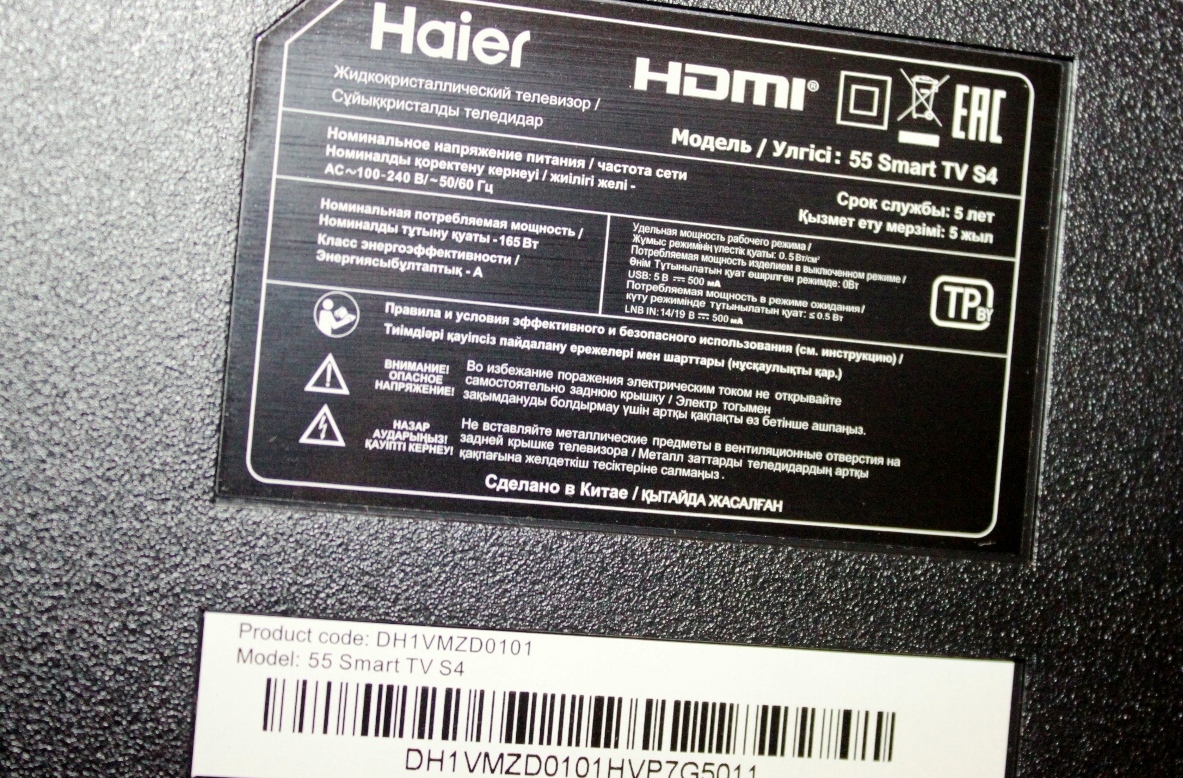 Haier
HDMI®
EAC
Жидкокристаллический телевизор /
Сұйыққристалды теледидар
Модель / Улгісі: 55 Smart TV S4
Номинальное напряжение питания / частота сети
Номиналды қоректену кернеуі / жиілігі желі -
AC~100-240 В/~50/60 Гц
Срок службы: 5 лет
Қызмет ету мерзімі: 5 жыл
Номинальная потребляемая мощность /
Номиналды тұтыну қуаты -165 Вт
Класс энергоэффективности /
Энергиясыбұлтаптық - А
Удельная мощность рабочего режима /
Жұмыс режимінің үлестік қуаты: 0.5Вт/см²
Потребляемая мощность изделием в выключенном режиме /
Өнім Тұтынылатын қуат өшірілген режимде: 0Вт
USB: 5 В ⎓ 500 мА
Потребляемая мощность в режиме ожидания/
күту режимінде тұтынылатын қуат: ≤ 0.5 Вт
LNB IN: 14/19 В ⎓ 500 мА
TP BY
Правила и условия эффективного и безопасного использования (см. инструкцию) /
Тиімдіәрі қауіпсіз пайдалану ережелері мен шарттары (нұсқаулықты қар.)
ВНИМАНИЕ!
ОПАСНОЕ
НАПРЯЖЕНИЕ!
Во избежание поражения электрическим током не открывайте
самостоятельно заднюю крышку / Электр тогымен
зақымдануды болдырмау үшін артқы қақпақты өз бетінше ашпаңыз.
НАЗАР
АУДАРЫҢЫЗ!
ҚАУІПТІ КЕРНЕУ!
Не вставляйте металлические предметы в вентиляционные отверстия на
задней крышке телевизора / Металл заттарды теледидардың артқы
қақпағына желдеткіш тесіктеріне салмаңыз.
Сделано в Китае / ҚЫТАЙДА ЖАСАЛҒАН
Product code: DH1VMZD0101
Model: 55 Smart TV S4
DH1VMZD0101HVP7G5011